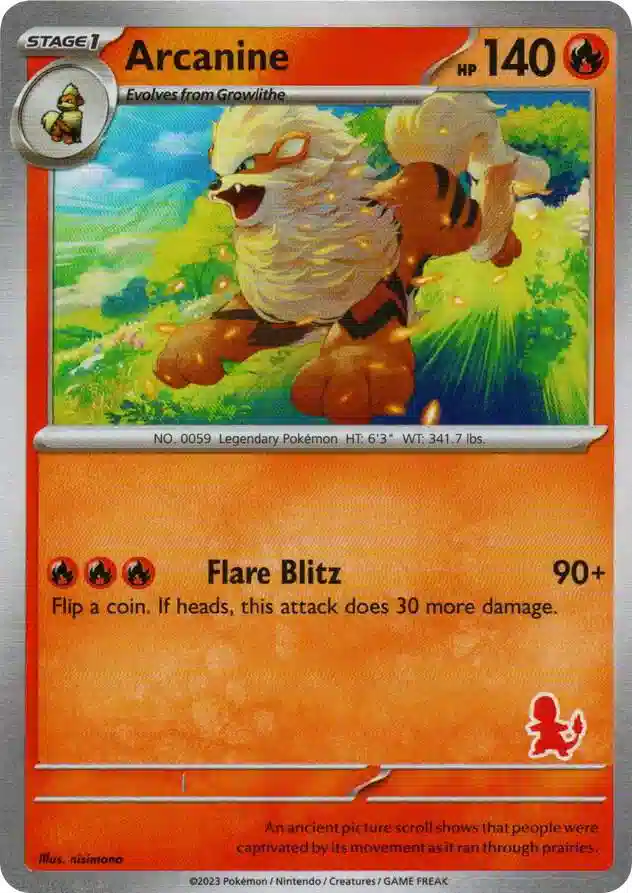 STAGE1
Arcanine
HP 140
Evolves from Growlithe
NO. 0059 Legendary Pokémon HT: 6'3" WT: 341.7 lbs.
Flare Blitz 90+
Flip a coin. If heads, this attack does 30 more damage.
An ancient picture scroll shows that people were
captivated by its movement as it ran through prairies.
Illus. nisimono
©2023 Pokémon / Nintendo / Creatures / GAME FREAK